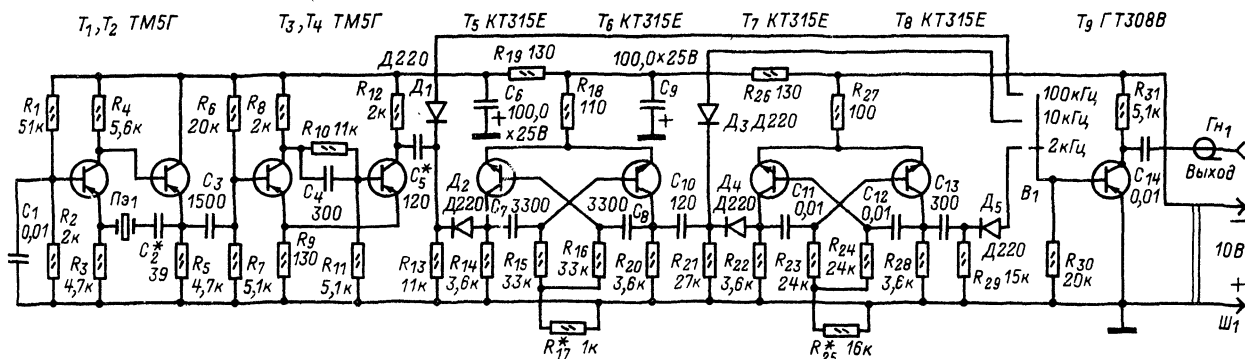 T₁, T₂ ТМ5Г
T₃, T₄ ТМ5Г
T₅ КТ315Е
T₆ КТ315Е
T₇ КТ315Е
T₈ КТ315Е
T₉ ГТ308В
R1
51к
R₄
5,6к
R₆
20к
R₈
2к
R₁₀ 11к
C₄
300
Д220
R₁₂
2к
Д₁
C₅*
120
C₆
100,0
×25В
R₁₉ 130
R₁₈
110
100,0×25В
C₉
R₂₆ 130
Д₃ Д220
R₂₇
100
100кГц
10кГц
2кГц
В₁
R₃₁
5,1к
Гн₁
Выход
C₁₄
0,01
C₁
0,01
R₂
2к
R₃
4,7к
Пэ₁
C₂*
39
C₃
1500
R₅
4,7к
R₇
5,1к
R₉
130
R₁₁
5,1к
Д₂
Д220
R₁₃
11к
R₁₄
3,6к
C₇ 3300
R₁₅
33к
R₁₆
33к
3300
C₈
R₂₀
3,6к
C₁₀
120
R₂₁
27к
Д₄
Д220
R₂₂
3,6к
C₁₁
0,01
R₂₃
24к
R₂₄
24к
C₁₂
0,01
R₂₈
3,6к
C₁₃
300
Д₅
Д220
R₂₉ 15к
R₃₀
20к
R₁₇* 1к
R₂₅* 16к
−
10В
+
Ш₁